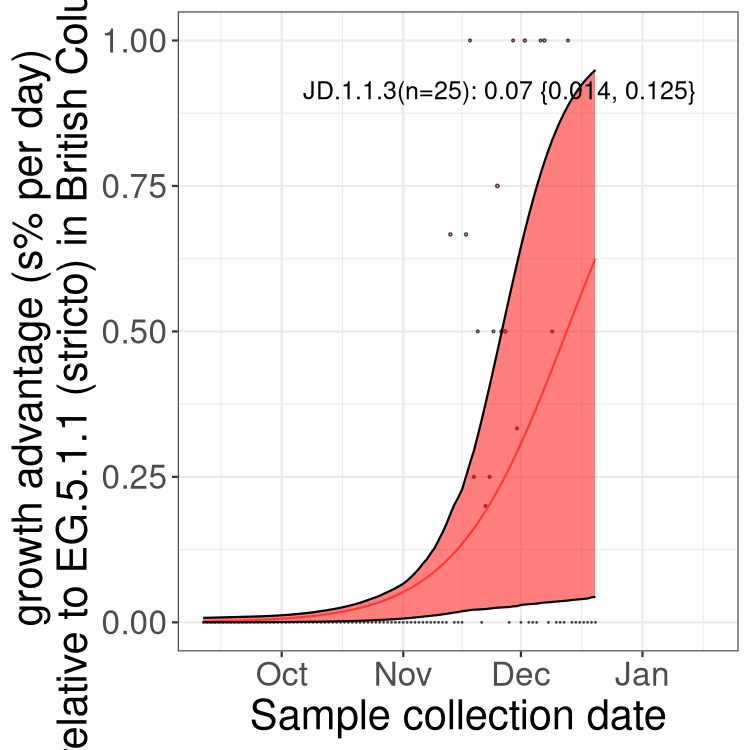 growth advantage (s% per day)
relative to EG.5.1.1 (stricto) in British
1.00
0.75
0.50
0.25
0.00
JD.1.1.3(n=25): 0.07 {0.014, 0.125}
Oct Nov Dec Jan
Sample collection date